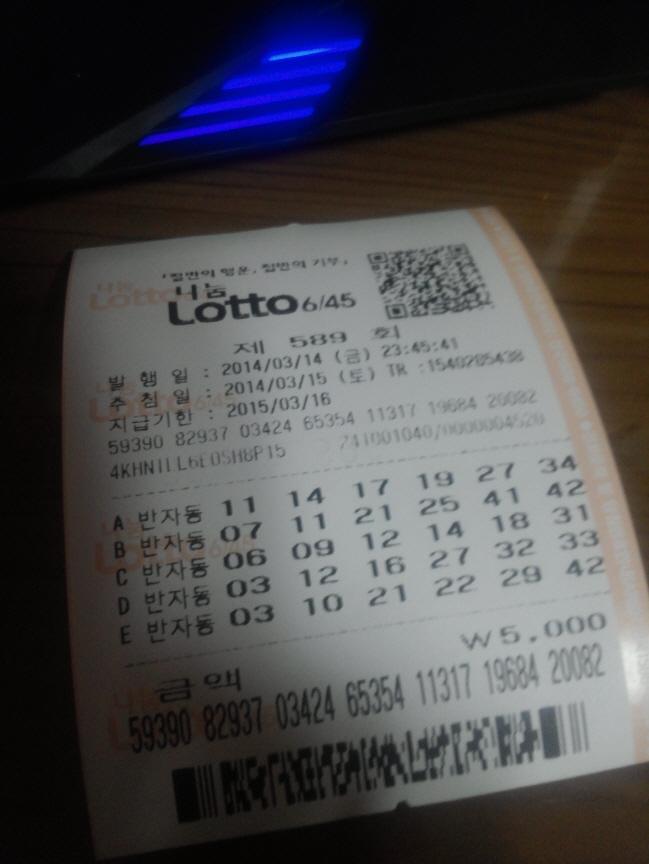 「절반의 행운, 절반의 기부」
나눔
Lotto 6/45
제 589 회
발 행 일 : 2014/03/14 (금) 23:45:41
추 첨 일 : 2014/03/15 (토) TR :1540285438
지급기한 : 2015/03/16
59390 82937 03424 65354 11317 19684 20082
A 반자동 11 14 17 19 27 34
B 반자동 07 11 21 25 41 42
C 반자동 06 09 12 14 18 31
D 반자동 03 12 16 27 32 33
E 반자동 03 10 21 22 29 42
금액 ₩5,000
59390 82937 03424 65354 11317 19684 20082